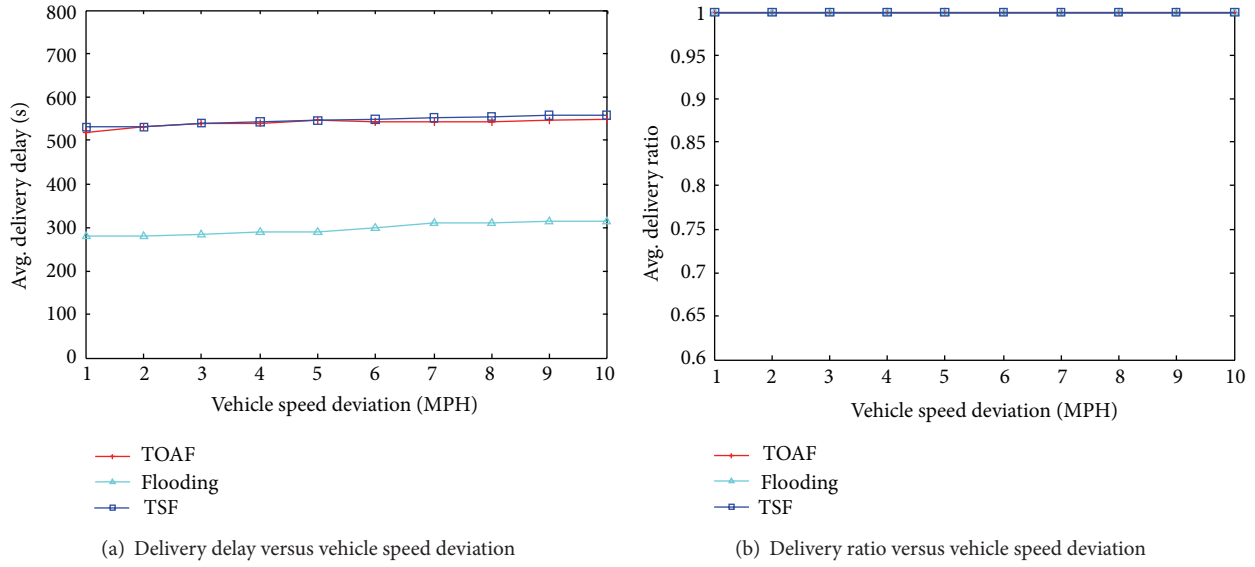 800
700
600
500
400
300
200
100
0
Avg. delivery delay (s)
1 2 3 4 5 6 7 8 9 10
Vehicle speed deviation (MPH)
TOAF
Flooding
TSF
(a) Delivery delay versus vehicle speed deviation
1
0.95
0.9
0.85
0.8
0.75
0.7
0.65
0.6
Avg. delivery ratio
1 2 3 4 5 6 7 8 9 10
Vehicle speed deviation (MPH)
TOAF
Flooding
TSF
(b) Delivery ratio versus vehicle speed deviation